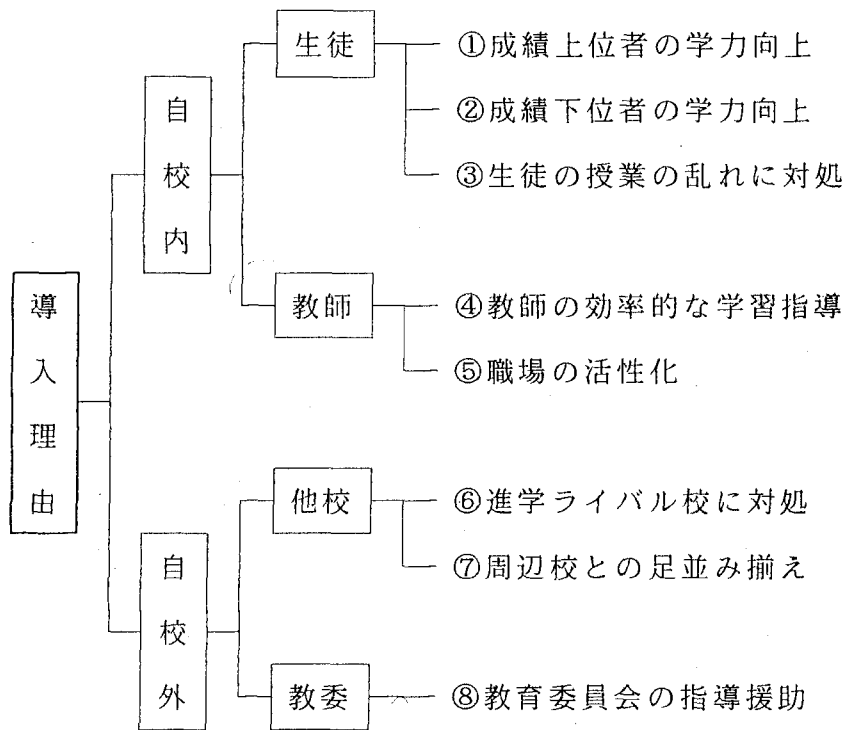 導入理由
自校内
生徒
①成績上位者の学力向上
②成績下位者の学力向上
③生徒の授業の乱れに対処
教師
④教師の効率的な学習指導
⑤職場の活性化
自校外
他校
⑥進学ライバル校に対処
⑦周辺校との足並み揃え
教委
⑧教育委員会の指導援助